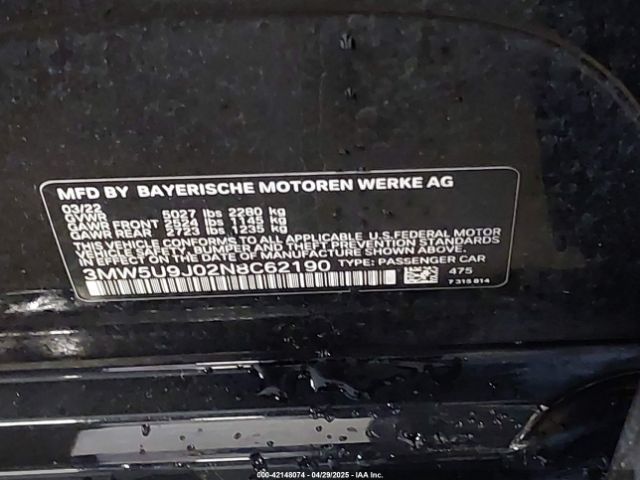 MFD BY BAYERISCHE MOTOREN WERKE AG
03/22
GVWR 5027 lbs 2280 kg
GAWR FRONT 2524 lbs 1145 kg
GAWR REAR 2723 lbs 1235 kg
THIS VEHICLE CONFORMS TO ALL APPLICABLE U.S.FEDERAL MOTOR
VEHICLE SAFETY, BUMPER, AND THEFT PREVENTION STANDARDS
IN EFFECT ON THE DATE OF MANUFACTURE SHOWN ABOVE.
3MW5U9J02N8C62190 TYPE: PASSENGER CAR
475
7 315 814
000-42148074 | 04/29/2025 - IAA, Inc.